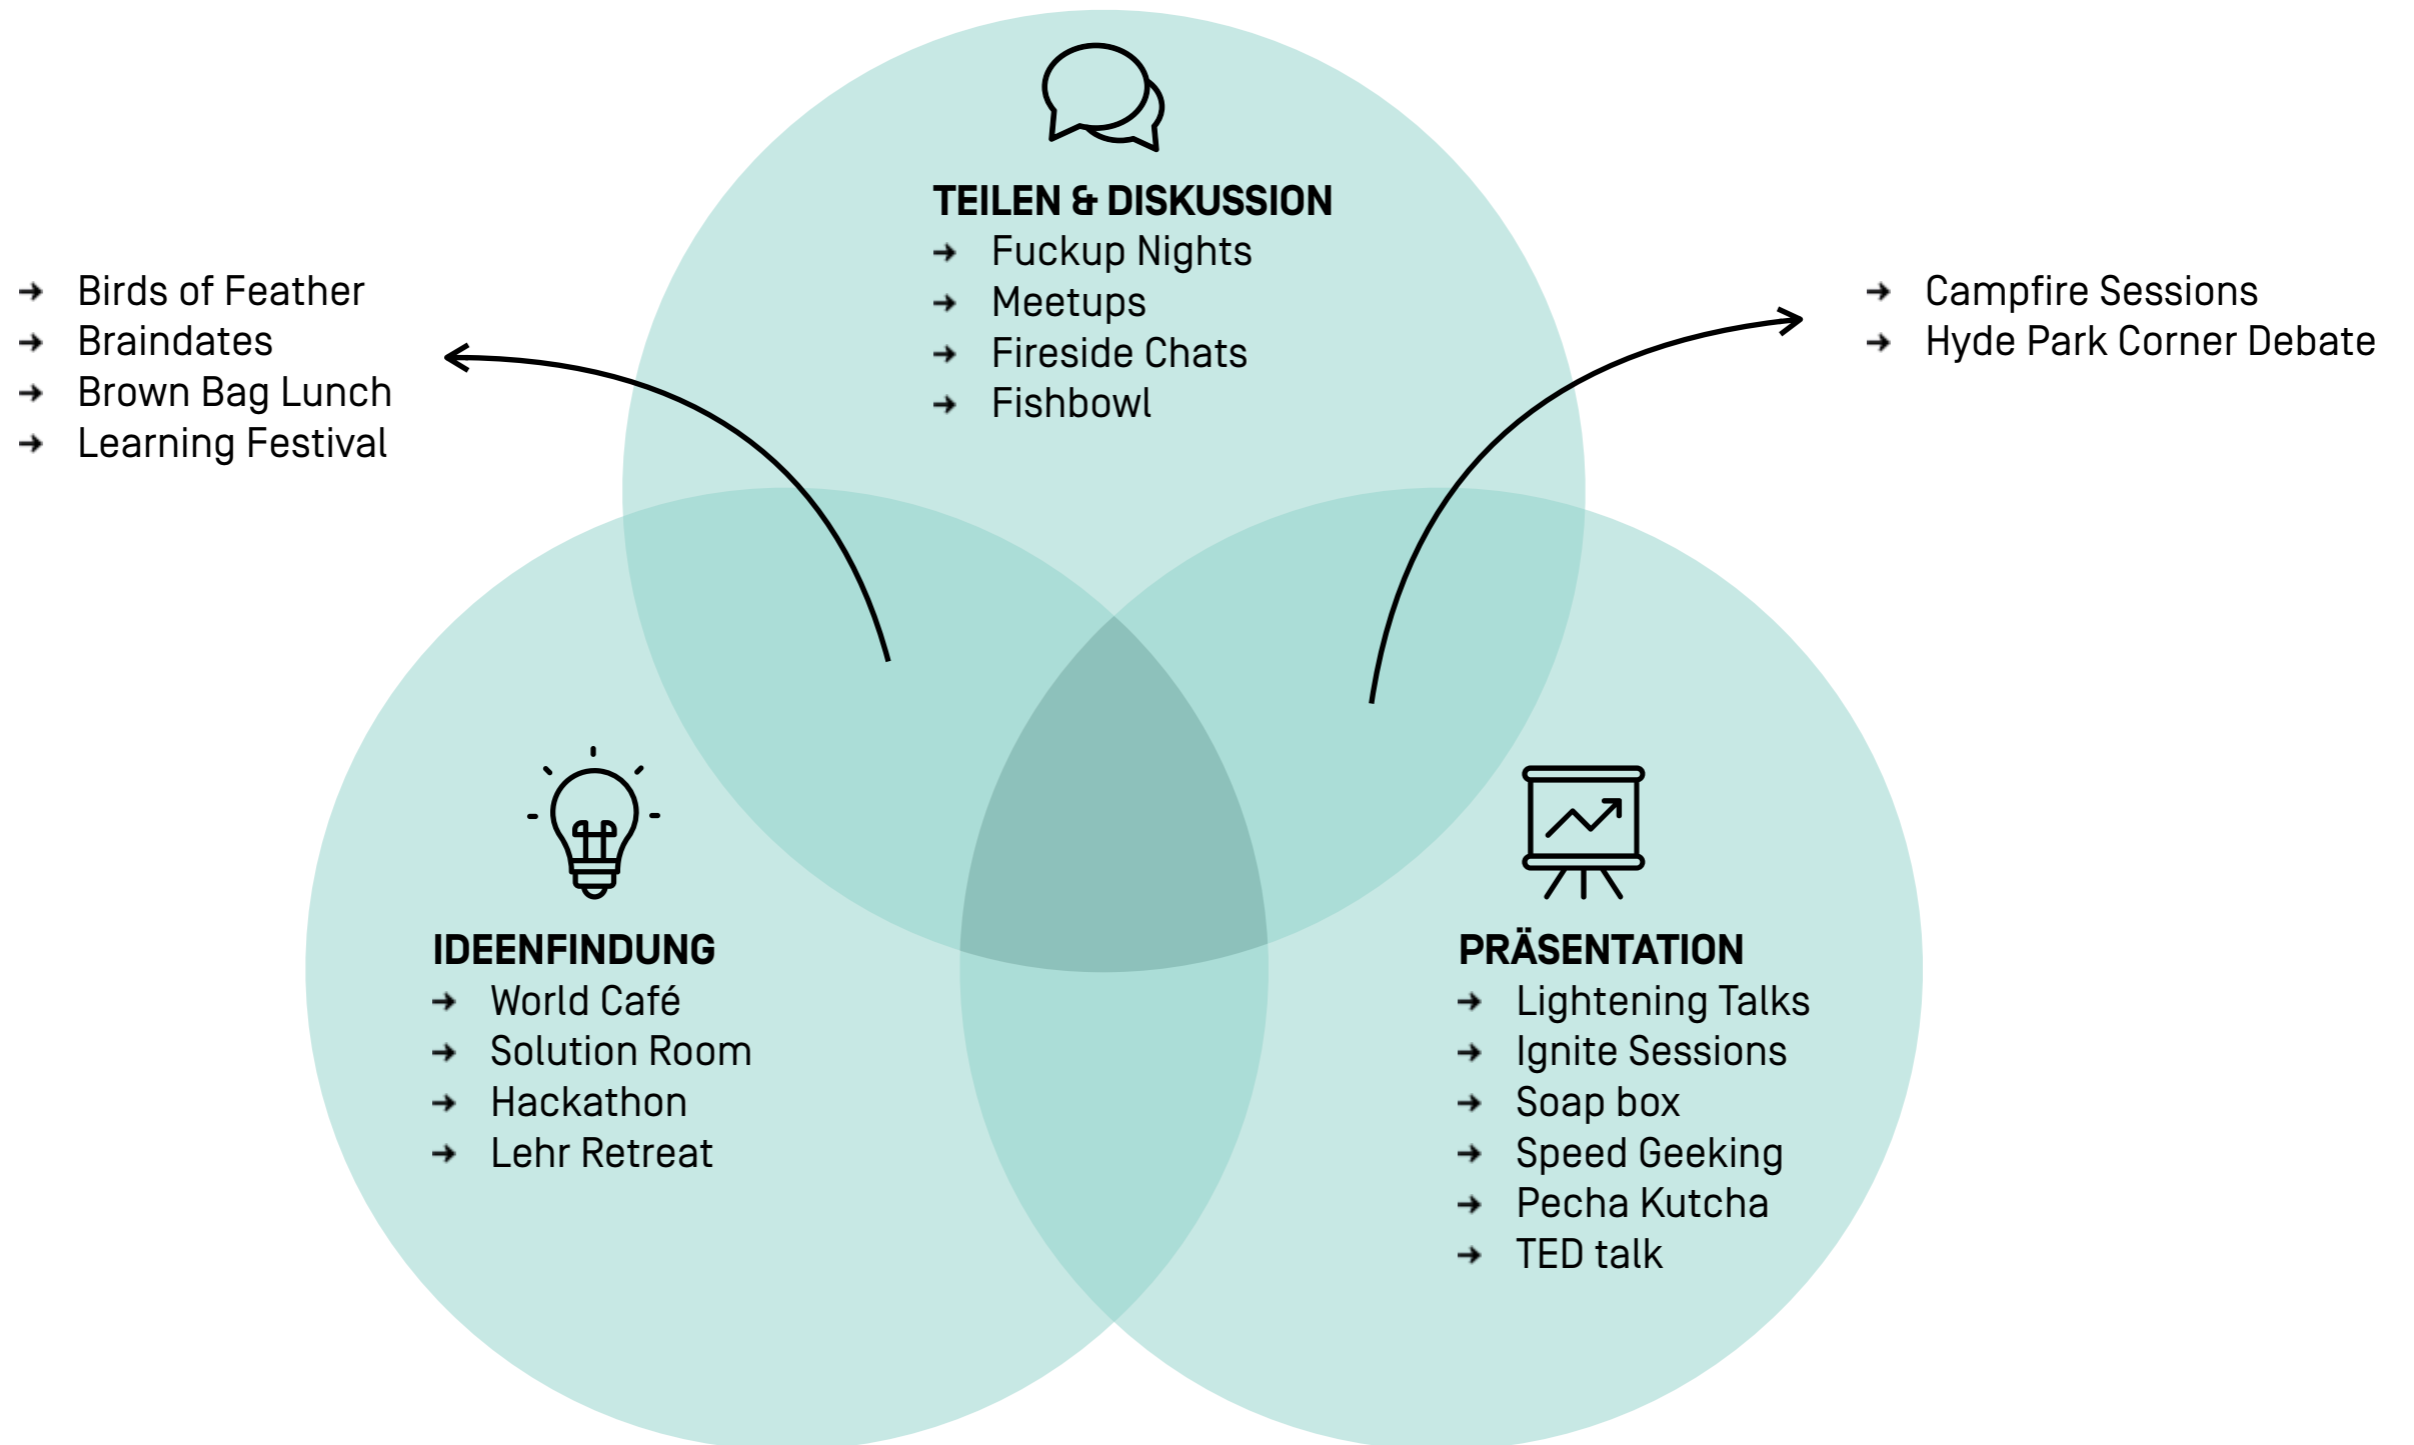 TEILEN & DISKUSSION
→ Fuckup Nights
→ Meetups
→ Fireside Chats
→ Fishbowl
→ Birds of Feather
→ Braindates
→ Brown Bag Lunch
→ Learning Festival
→ Campfire Sessions
→ Hyde Park Corner Debate
IDEENFINDUNG
→ World Café
→ Solution Room
→ Hackathon
→ Lehr Retreat
PRÄSENTATION
→ Lightening Talks
→ Ignite Sessions
→ Soap box
→ Speed Geeking
→ Pecha Kutcha
→ TED talk